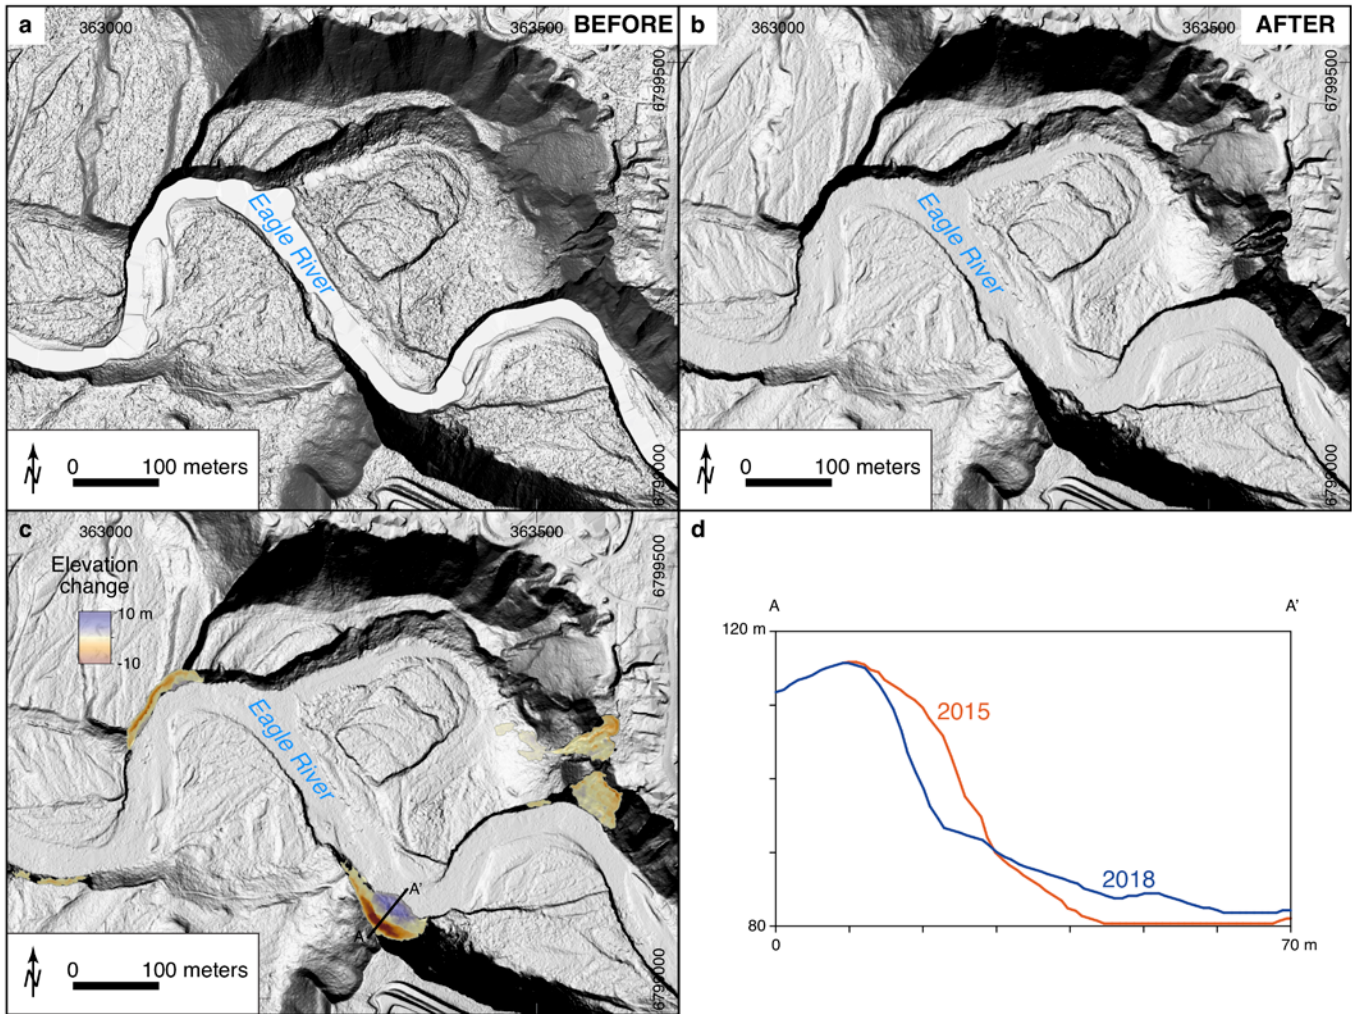 a
363000
363500
BEFORE
6799500
Eagle River
N
0
100 meters
6799000
b
363500
AFTER
6799500
Eagle River
N
0
100 meters
6799000
c
363000
363500
6799500
Elevation
change
10 m
-10
Eagle River
A'
A
N
0
100 meters
6799000
d
A
A'
120 m
2015
2018
80
0
70 m